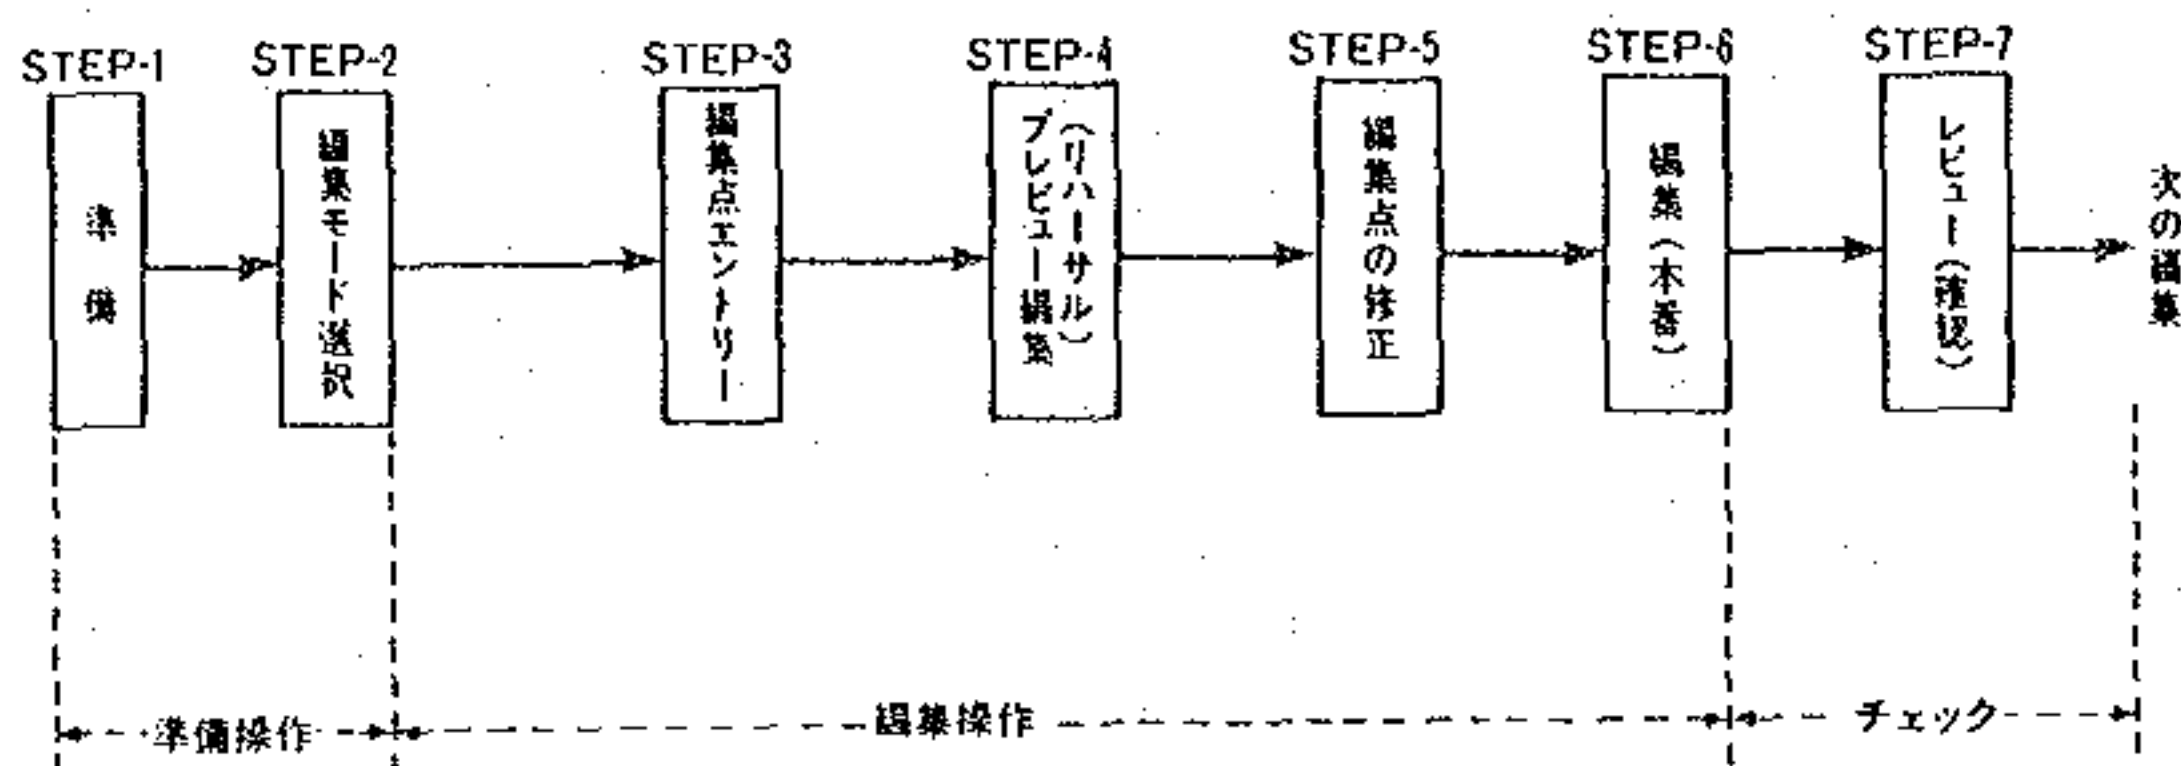 STEP-1
準備
STEP-2
編集モード選択
STEP-3
編集点エントリー
STEP-4
(リハーサル)
プレビュー編集
STEP-5
編集点の修正
STEP-6
編集(本番)
STEP-7
レビュー(確認)
次の編集
準備操作
編集操作
チェック